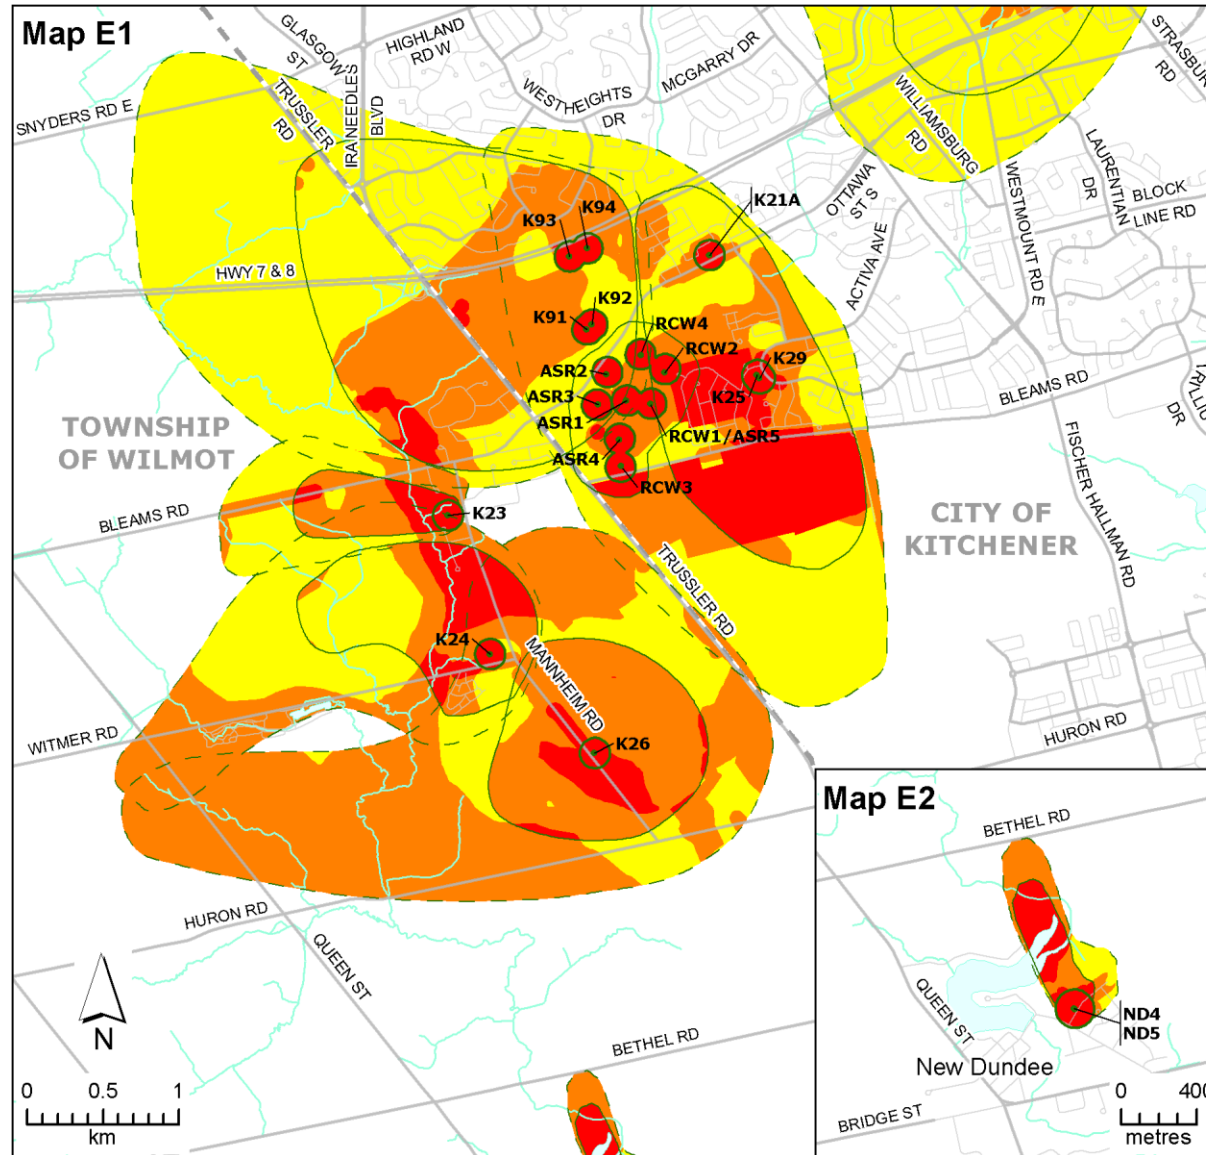 Map E1
GLASGOW
ST
HIGHLAND
RD W
SNYDERS RD E
TRUSSLER
RD
IRA NEEDLES
BLVD
WESTHEIGHTS
DR
MCGARRY DR
STRASBUR
RD
WILLIAMSBURG
RD
WESTMOUNT RD E
LAURENTIAN
DR
BLOCK
LINE RD
OTTAWA
ST S
ACTIVA AVE
K21A
K94
K93
HWY 7 & 8
K92
K91
RCW4
RCW2
ASR2
K29
K25
ASR3
ASR1
RCW1/ASR5
ASR4
RCW3
BLEAMS RD
FISCHER HALLMAN RD
TOWNSHIP
OF WILMOT
BLEAMS RD
K23
CITY OF
KITCHENER
TRUSSLER RD
K24
MANNHEIM RD
WITMER RD
K26
HURON RD
HURON RD
QUEEN ST
N
0 0.5 1
km
BETHEL RD
Map E2
BETHEL RD
QUEEN ST
ND4
ND5
New Dundee
BRIDGE ST
0 400
metres